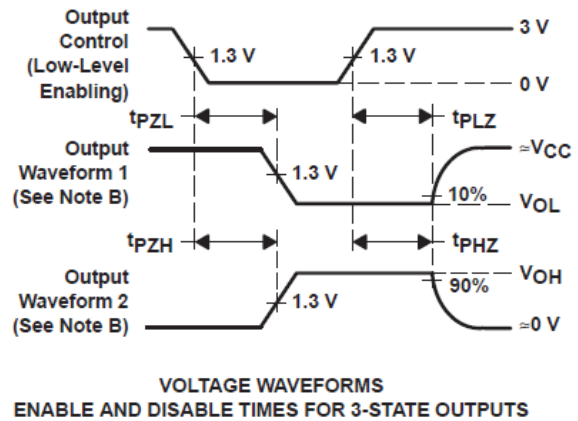 Output
Control
(Low-Level
Enabling)
1.3 V
1.3 V
3 V
0 V
tPZL
tPLZ
Output
Waveform 1
(See Note B)
1.3 V
≈VCC
10%
VOL
tPZH
tPHZ
Output
Waveform 2
(See Note B)
1.3 V
VOH
90%
≈0 V
VOLTAGE WAVEFORMS
ENABLE AND DISABLE TIMES FOR 3-STATE OUTPUTS